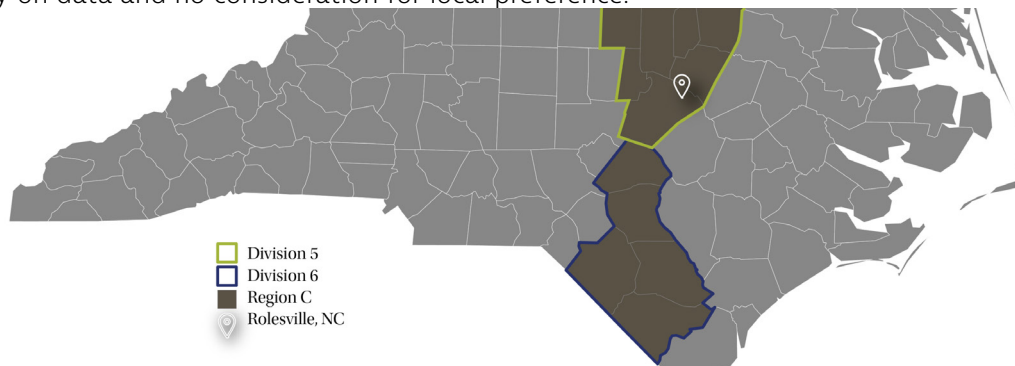 y on data and no consideration for local preference.
Division 5
Division 6
Region C
Rolesville, NC